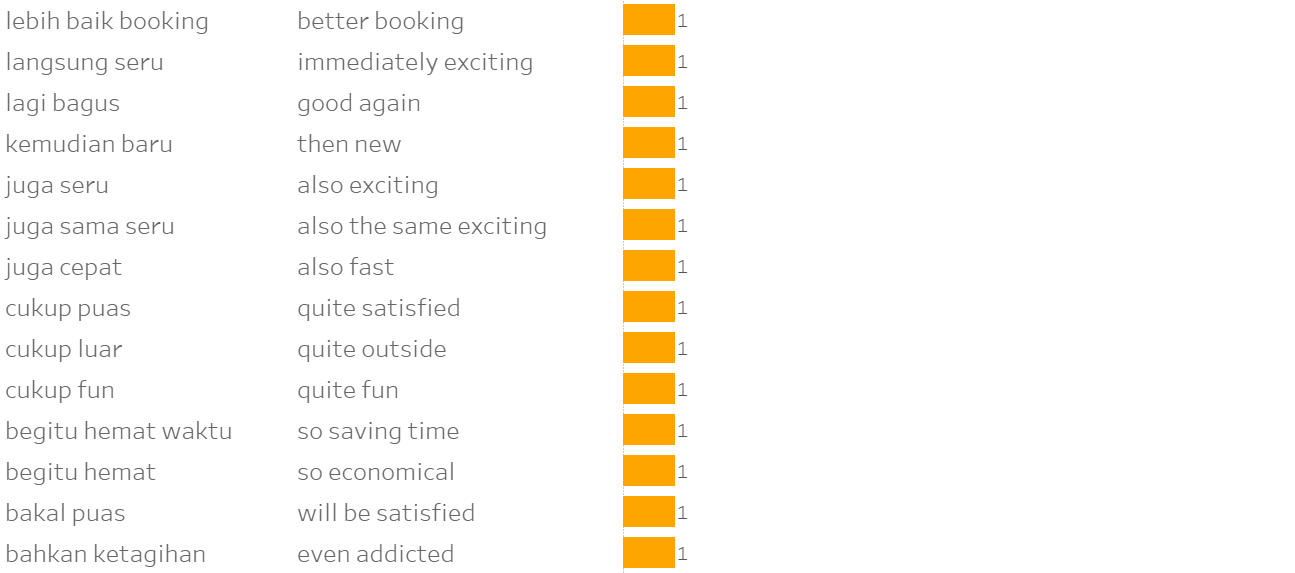 lebih baik booking better booking 1
langsung seru immediately exciting 1
lagi bagus good again 1
kemudian baru then new 1
juga seru also exciting 1
juga sama seru also the same exciting 1
juga cepat also fast 1
cukup puas quite satisfied 1
cukup luar quite outside 1
cukup fun quite fun 1
begitu hemat waktu so saving time 1
begitu hemat so economical 1
bakal puas will be satisfied 1
bahkan ketagihan even addicted 1